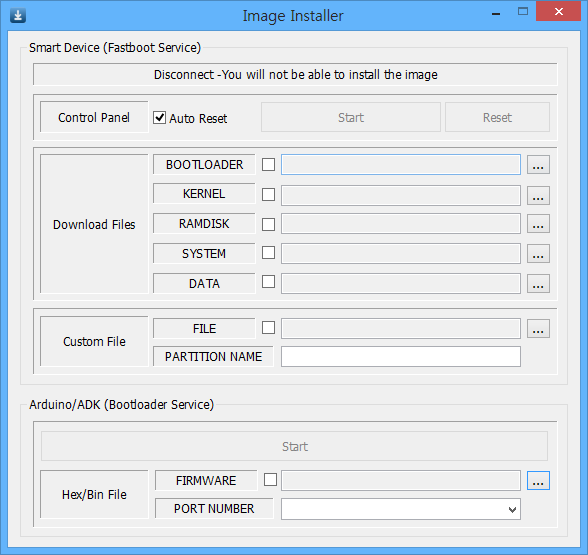 Image Installer
Smart Device (Fastboot Service)
Disconnect -You will not be able to install the image
Control Panel
Auto Reset
Start
Reset
Download Files
BOOTLOADER
...
KERNEL
...
RAMDISK
...
SYSTEM
...
DATA
...
Custom File
FILE
...
PARTITION NAME
Arduino/ADK (Bootloader Service)
Start
Hex/Bin File
FIRMWARE
...
PORT NUMBER